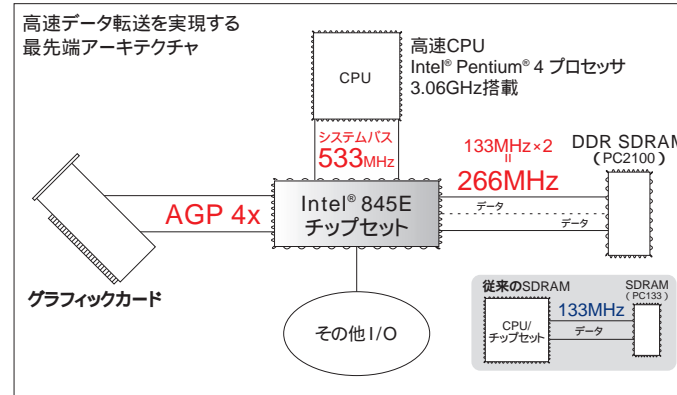 高速データ転送を実現する
最先端アーキテクチャ
CPU
高速CPU
Intel® Pentium® 4 プロセッサ
3.06GHz搭載
システムバス
533MHz
133MHz×2
=
266MHz
DDR SDRAM
(PC2100)
データ
データ
AGP 4x
Intel® 845E
チップセット
グラフィックカード
その他I/O
従来のSDRAM
SDRAM
(PC133)
133MHz
CPU/
チップセット
データ